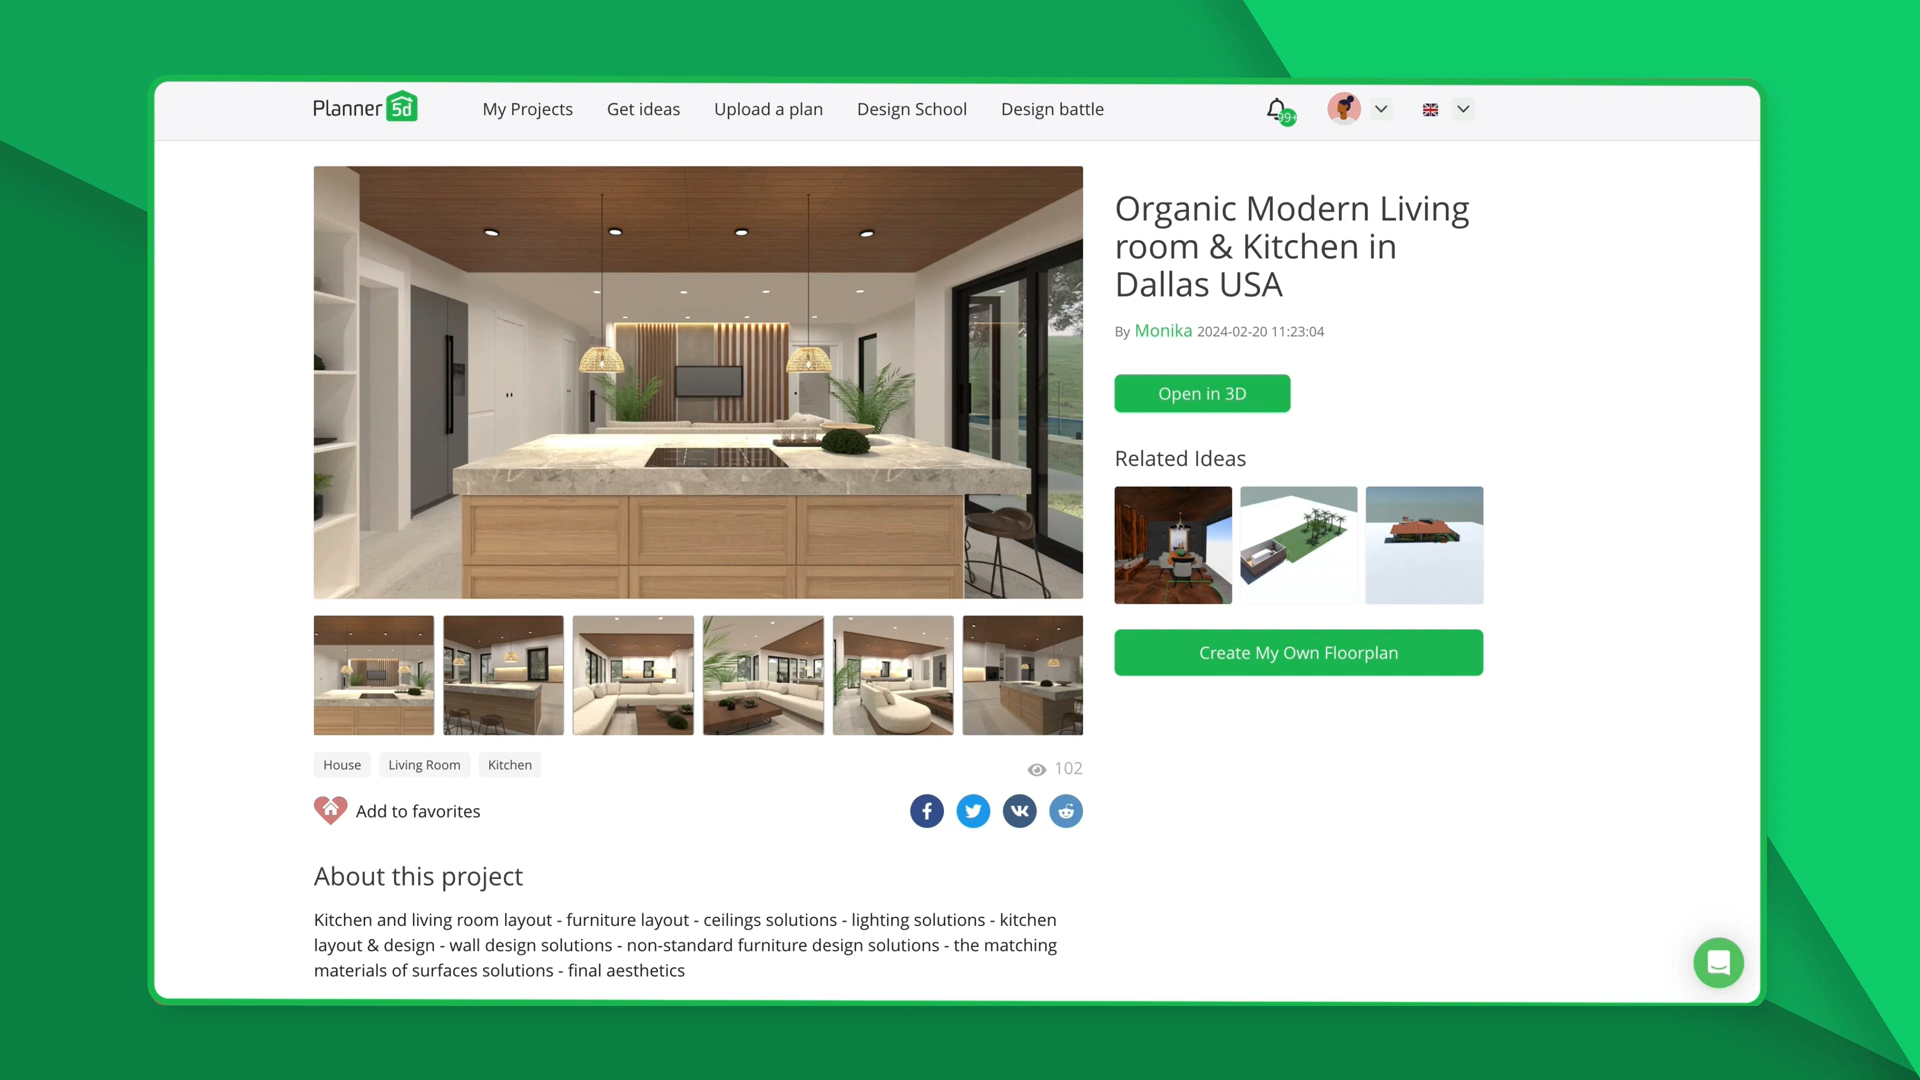 Planner 5d
My Projects
Get ideas
Upload a plan
Design School
Design battle
99+
Organic Modern Living
room & Kitchen in
Dallas USA
By Monika 2024-02-20 11:23:04
Open in 3D
Related Ideas
Create My Own Floorplan
House
Living Room
Kitchen
102
Add to favorites
About this project
Kitchen and living room layout - furniture layout - ceilings solutions - lighting solutions - kitchen
layout & design - wall design solutions - non-standard furniture design solutions - the matching
materials of surfaces solutions - final aesthetics